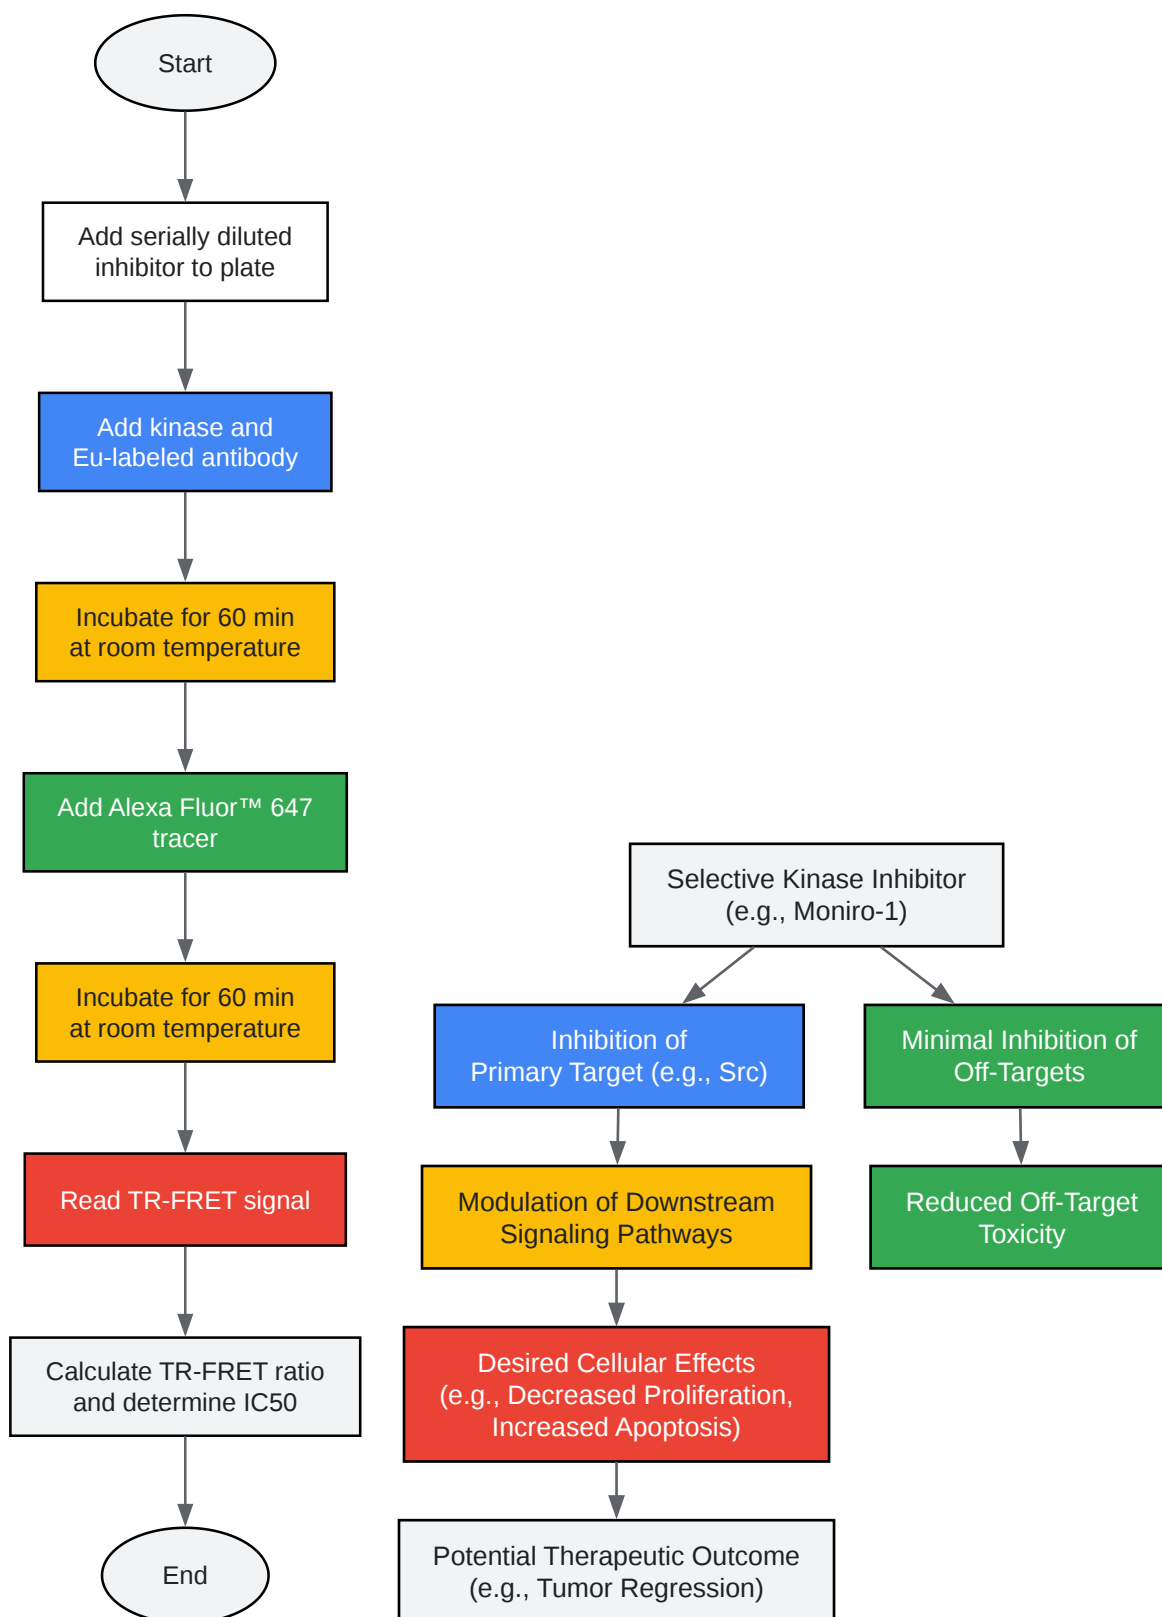 Start
Add serially diluted
inhibitor to plate
Add kinase and
Eu-labeled antibody
Incubate for 60 min
at room temperature
Add Alexa Fluor™ 647
tracer
Incubate for 60 min
at room temperature
Read TR-FRET signal
Calculate TR-FRET ratio
and determine IC50
End
Selective Kinase Inhibitor
(e.g., Moniro-1)
Inhibition of
Primary Target (e.g., Src)
Minimal Inhibition of
Off-Targets
Modulation of Downstream
Signaling Pathways
Reduced Off-Target
Toxicity
Desired Cellular Effects
(e.g., Decreased Proliferation,
Increased Apoptosis)
Potential Therapeutic Outcome
(e.g., Tumor Regression)